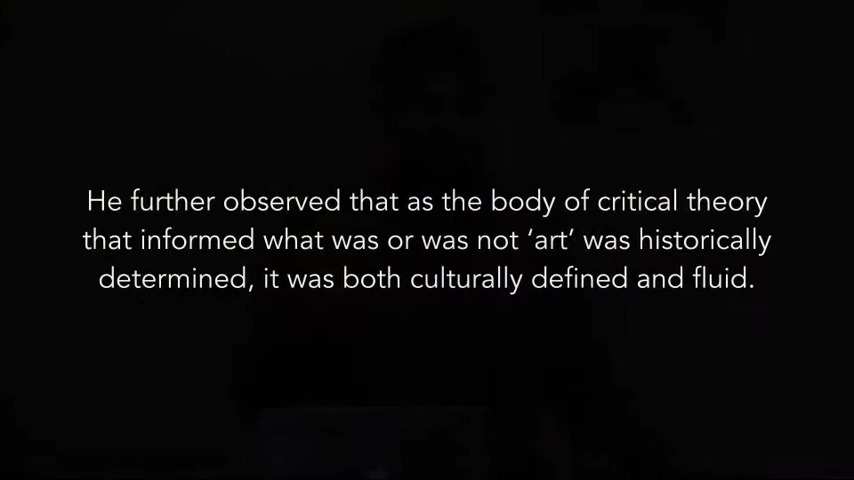 He further observed that as the body of critical theory
that informed what was or was not ‘art’ was historically
determined, it was both culturally defined and fluid.